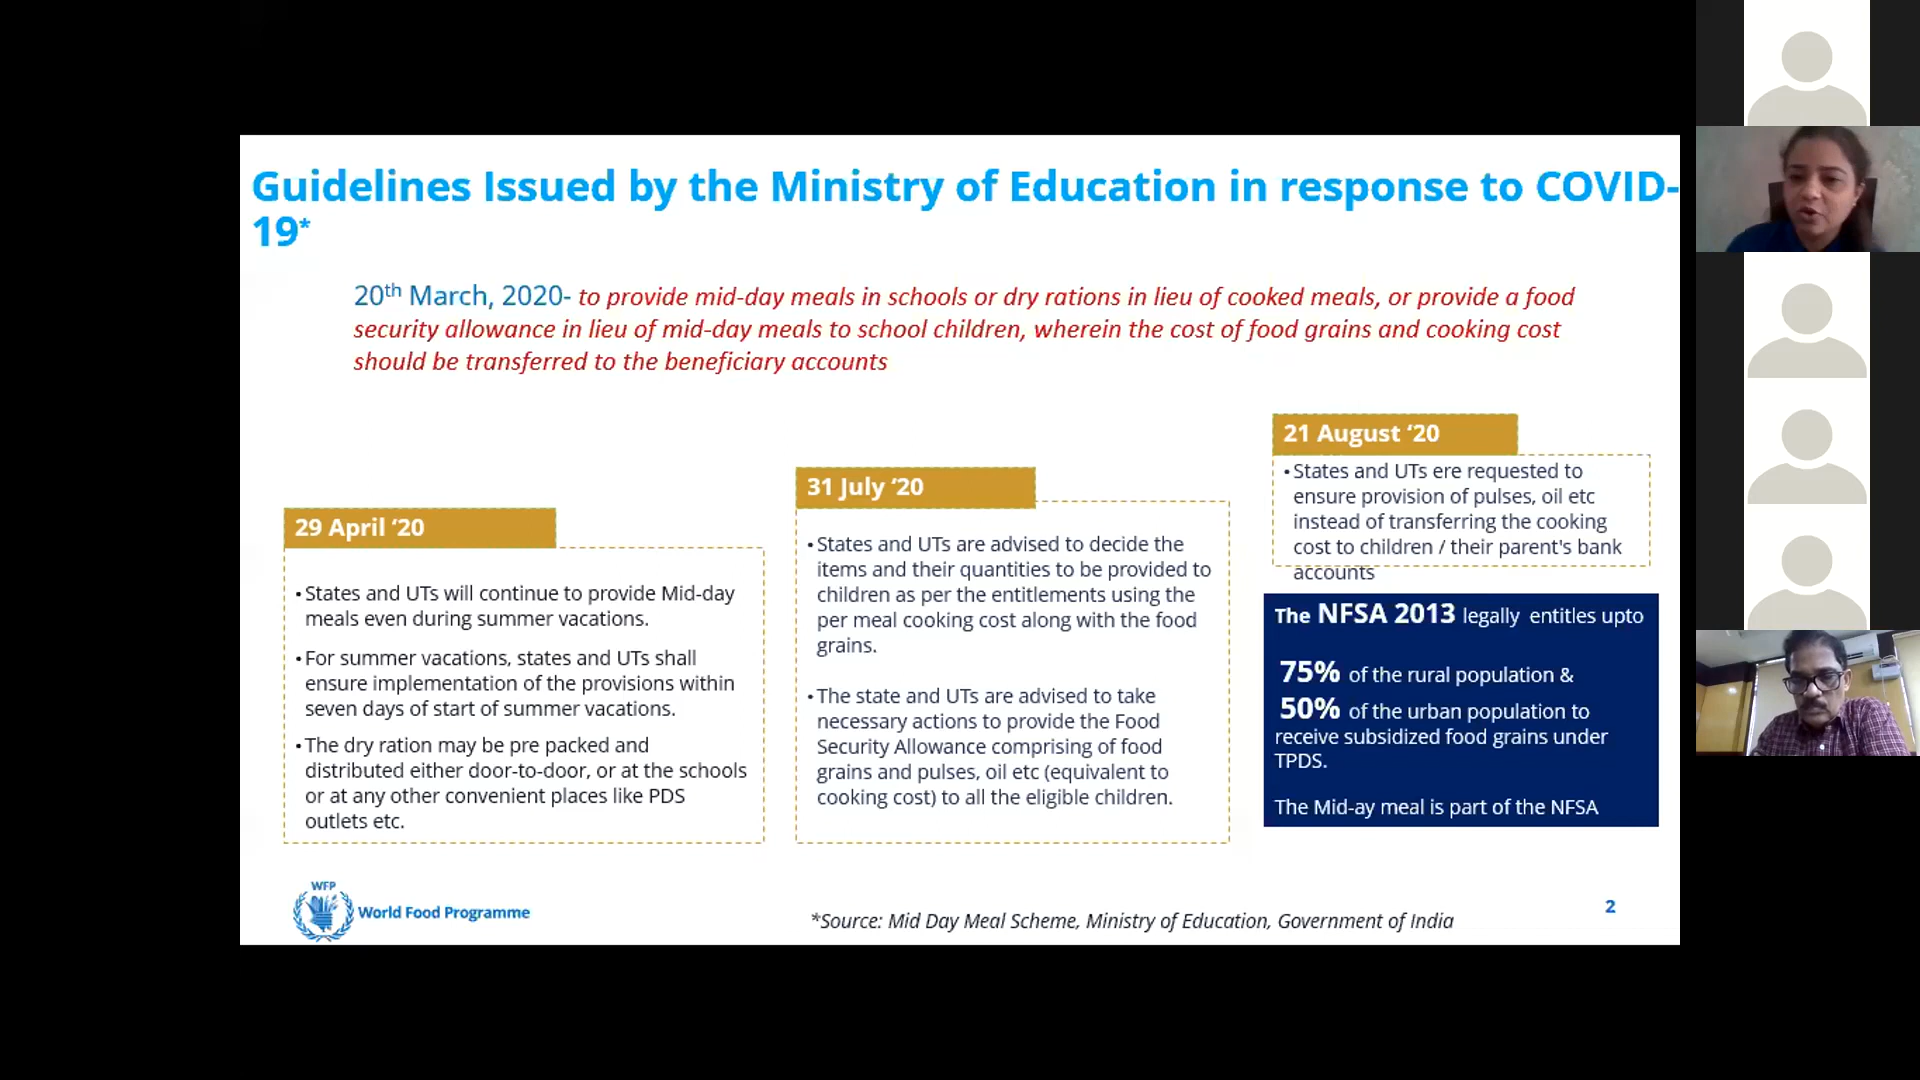 Guidelines Issued by the Ministry of Education in response to COVID-
19*
20th March, 2020- to provide mid-day meals in schools or dry rations in lieu of cooked meals, or provide a food
security allowance in lieu of mid-day meals to school children, wherein the cost of food grains and cooking cost
should be transferred to the beneficiary accounts
29 April ‘20
•States and UTs will continue to provide Mid-day
meals even during summer vacations.
•For summer vacations, states and UTs shall
ensure implementation of the provisions within
seven days of start of summer vacations.
•The dry ration may be pre packed and
distributed either door-to-door, or at the schools
or at any other convenient places like PDS
outlets etc.
31 July ‘20
•States and UTs are advised to decide the
items and their quantities to be provided to
children as per the entitlements using the
per meal cooking cost along with the food
grains.
•The state and UTs are advised to take
necessary actions to provide the Food
Security Allowance comprising of food
grains and pulses, oil etc (equivalent to
cooking cost) to all the eligible children.
21 August ‘20
•States and UTs ere requested to
ensure provision of pulses, oil etc
instead of transferring the cooking
cost to children / their parent's bank
accounts
The NFSA 2013 legally entitles upto
75% of the rural population &
50% of the urban population to
receive subsidized food grains under
TPDS.
The Mid-ay meal is part of the NFSA
WFP
World Food Programme
*Source: Mid Day Meal Scheme, Ministry of Education, Government of India
2